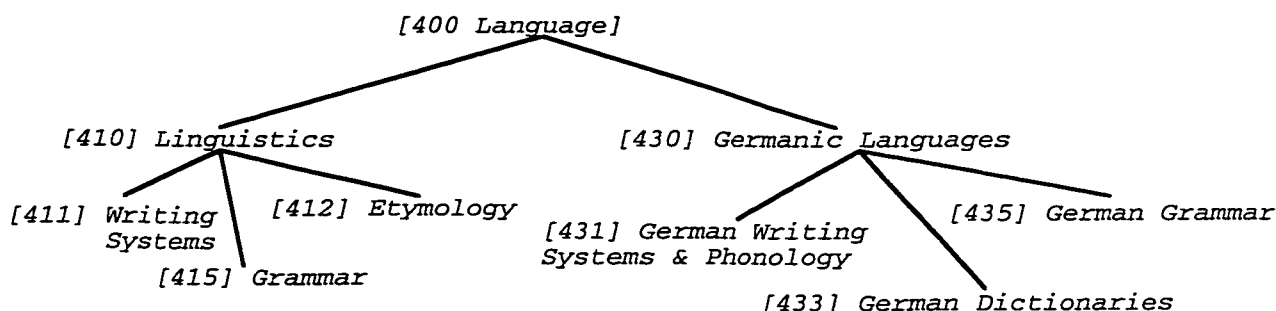 [400 Language]
[410] Linguistics
[430] Germanic Languages
[411] Writing
Systems
[412] Etymology
[415] Grammar
[431] German Writing
Systems & Phonology
[435] German Grammar
[433] German Dictionaries